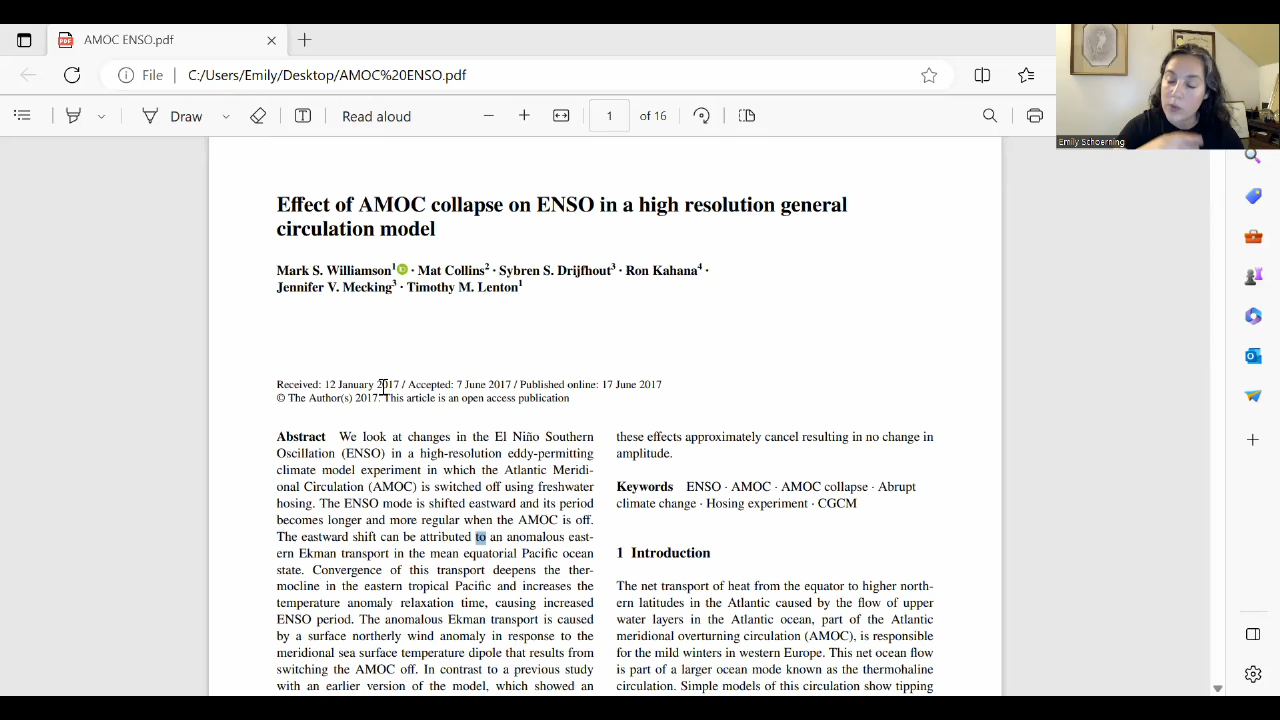 AMOC ENSO.pdf
File
C:/Users/Emily/Desktop/AMOC%20ENSO.pdf
Draw
Read aloud
1
of 16
Emily Schoerning
Effect of AMOC collapse on ENSO in a high resolution general
circulation model
Mark S. Williamson1 · Mat Collins2 · Sybren S. Drijfhout3 · Ron Kahana4 ·
Jennifer V. Mecking3 · Timothy M. Lenton1
Received: 12 January 2017 / Accepted: 7 June 2017 / Published online: 17 June 2017
© The Author(s) 2017. This article is an open access publication
Abstract We look at changes in the El Niño Southern
Oscillation (ENSO) in a high-resolution eddy-permitting
climate model experiment in which the Atlantic Meridi-
onal Circulation (AMOC) is switched off using freshwater
hosing. The ENSO mode is shifted eastward and its period
becomes longer and more regular when the AMOC is off.
The eastward shift can be attributed to an anomalous east-
ern Ekman transport in the mean equatorial Pacific ocean
state. Convergence of this transport deepens the ther-
mocline in the eastern tropical Pacific and increases the
temperature anomaly relaxation time, causing increased
ENSO period. The anomalous Ekman transport is caused
by a surface northerly wind anomaly in response to the
meridional sea surface temperature dipole that results from
switching the AMOC off. In contrast to a previous study
with an earlier version of the model, which showed an
these effects approximately cancel resulting in no change in
amplitude.
Keywords ENSO · AMOC · AMOC collapse · Abrupt
climate change · Hosing experiment · CGCM
1 Introduction
The net transport of heat from the equator to higher north-
ern latitudes in the Atlantic caused by the flow of upper
water layers in the Atlantic ocean, part of the Atlantic
meridional overturning circulation (AMOC), is responsible
for the mild winters in western Europe. This net ocean flow
is part of a larger ocean mode known as the thermohaline
circulation. Simple models of this circulation show tipping